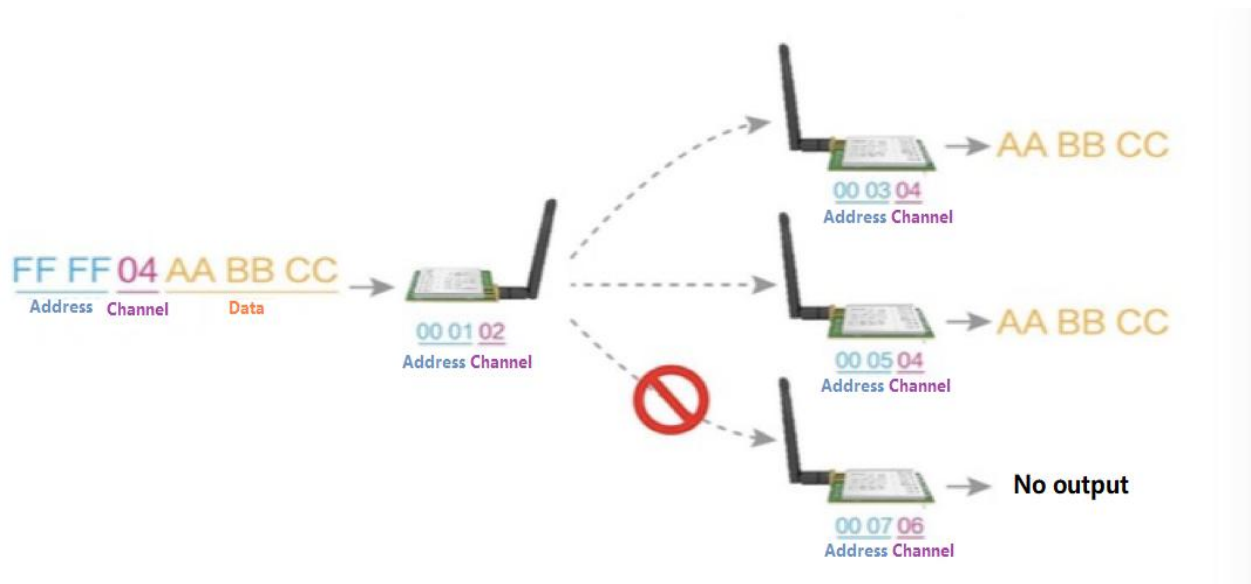 FF FF 04 AA BB CC
Address Channel Data
00 01 02
Address Channel
00 03 04
Address Channel
AA BB CC
00 05 04
Address Channel
AA BB CC
00 07 06
Address Channel
No output